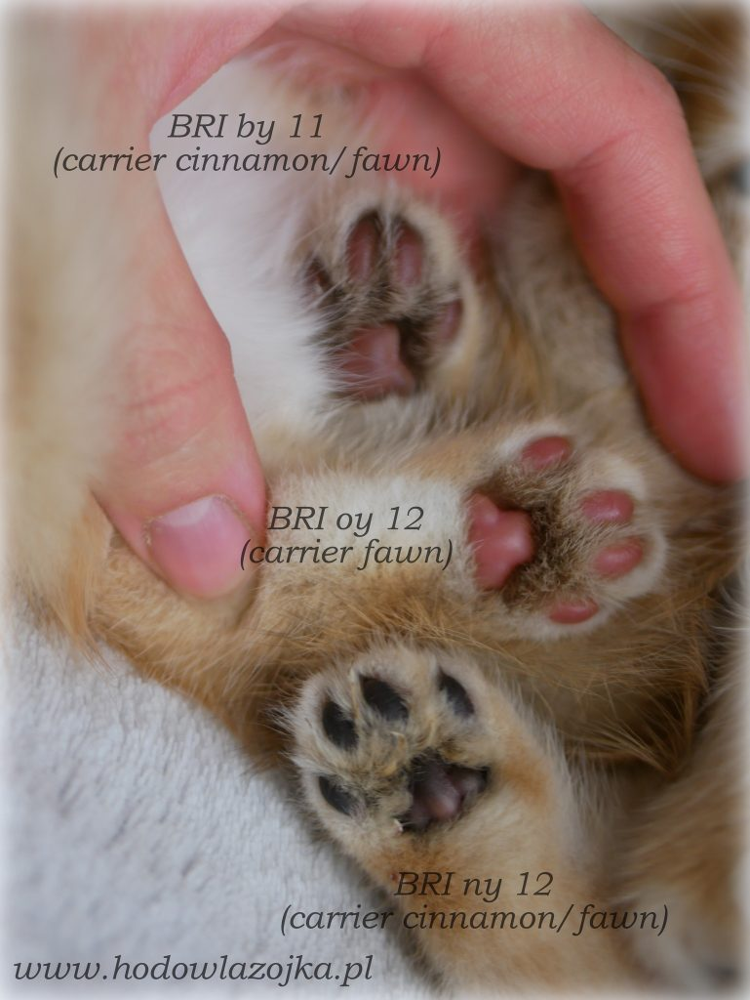 BRI by 11
(carrier cinnamon/fawn)
BRI oy 12
(carrier fawn)
BRI ny 12
(carrier cinnamon/fawn)
www.hodowlazojka.pl